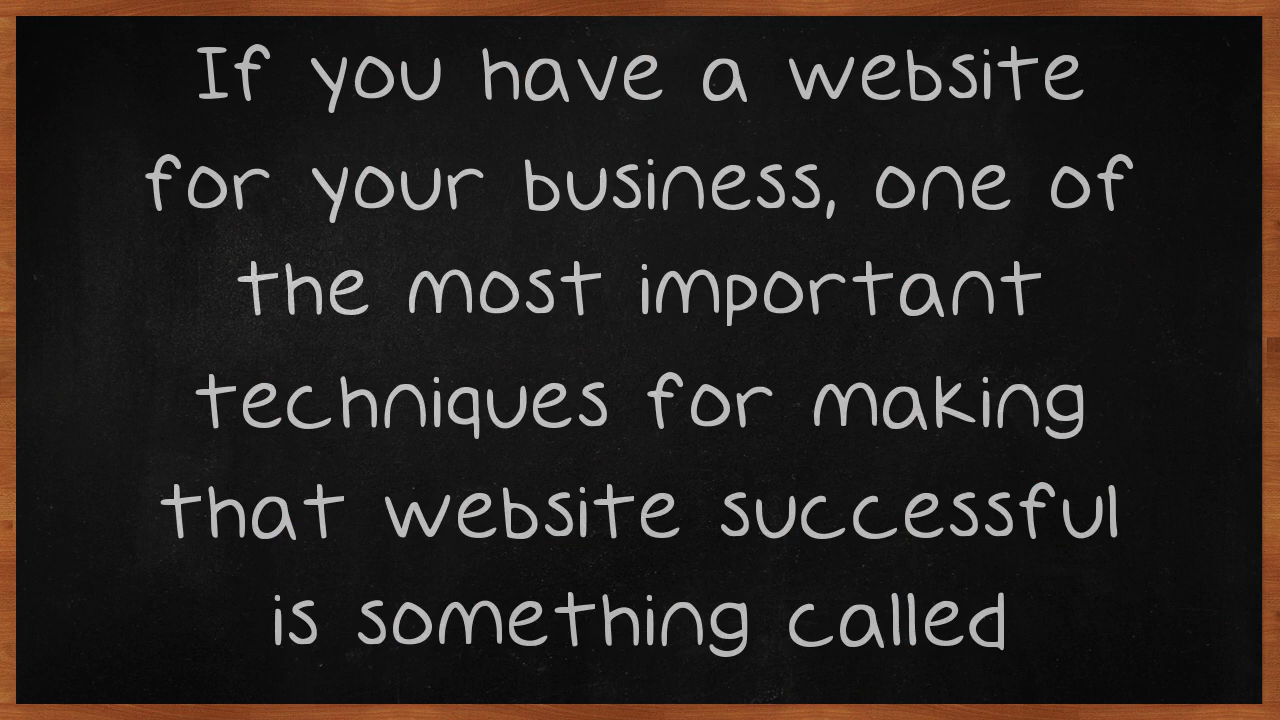 If you have a website
for your business, one of
the most important
techniques for making
that website successful
is something called